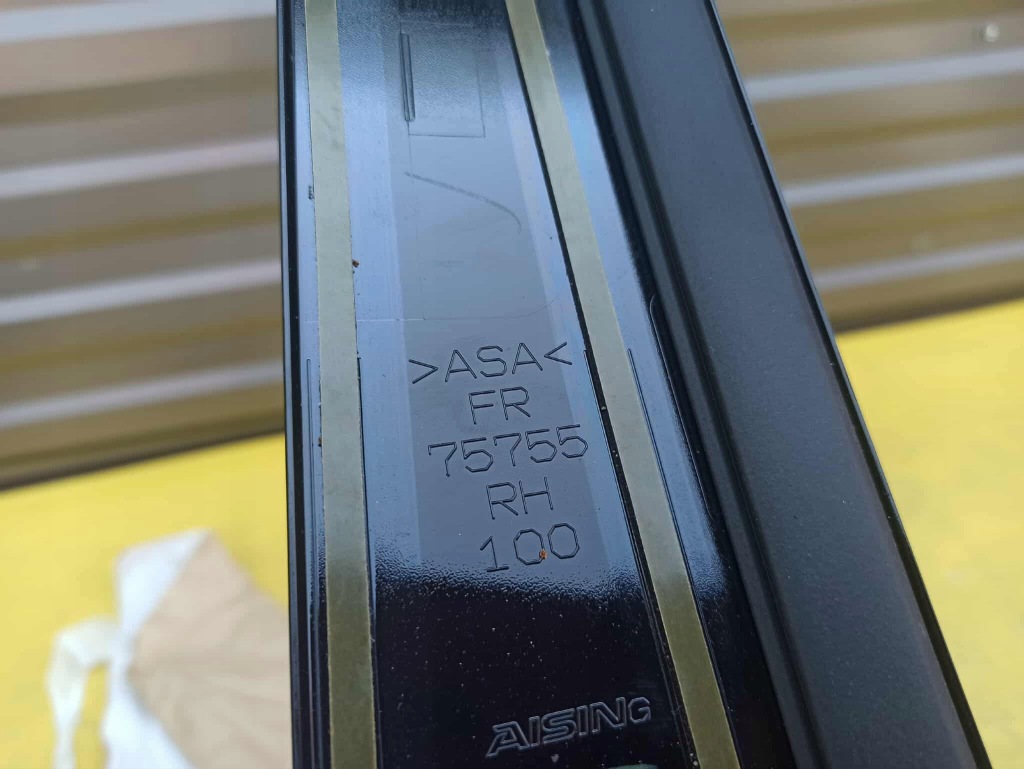 >ASA<
FR
75755
RH
100
AISING